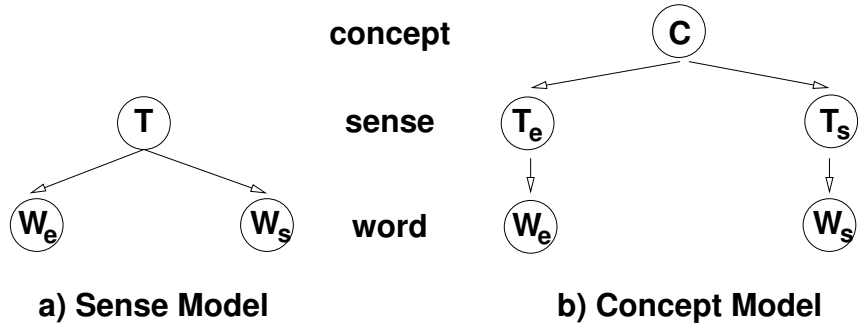 concept
C
T
sense
Te
Ts
We
Ws
word
We
Ws
a) Sense Model
b) Concept Model